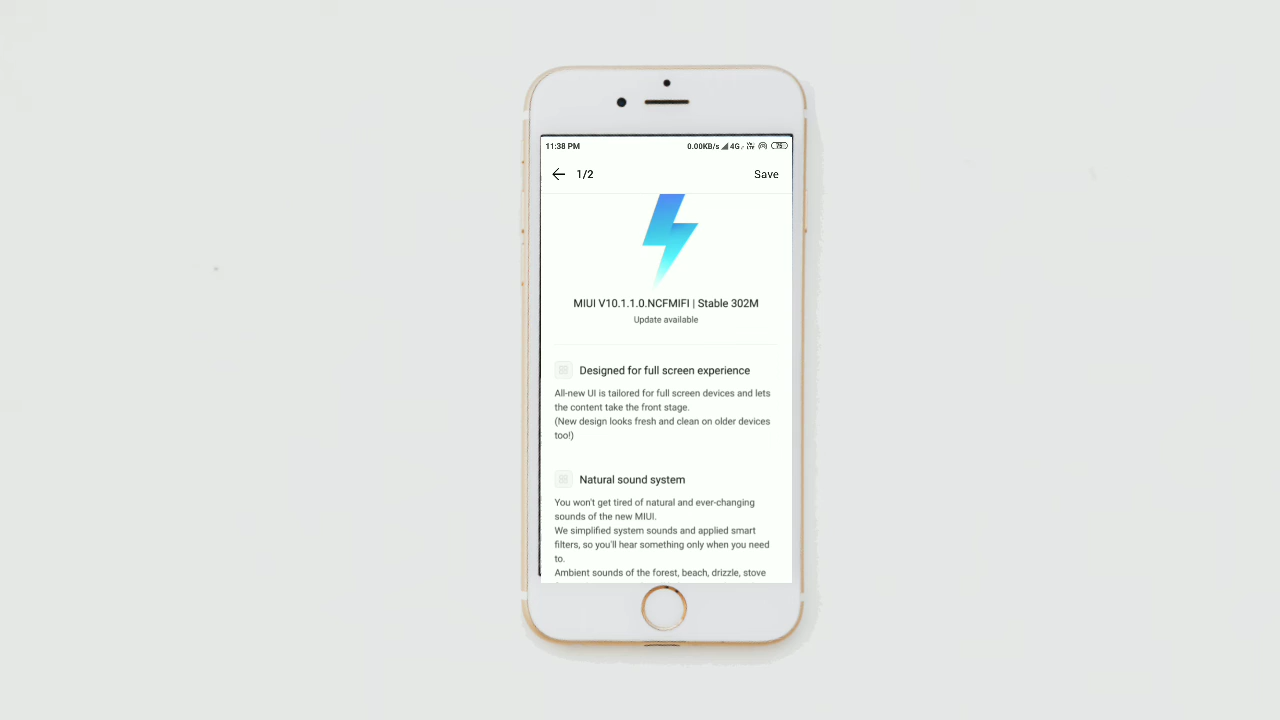 11:38 PM 0.00KB/s 4G 75
1/2 Save
MIUI V10.1.1.0.NCFMIFI | Stable 302M
Update available
Designed for full screen experience
All-new UI is tailored for full screen devices and lets
the content take the front stage.
(New design looks fresh and clean on older devices
too!)
Natural sound system
You won't get tired of natural and ever-changing
sounds of the new MIUI.
We simplified system sounds and applied smart
filters, so you'll hear something only when you need
to.
Ambient sounds of the forest, beach, drizzle, stove